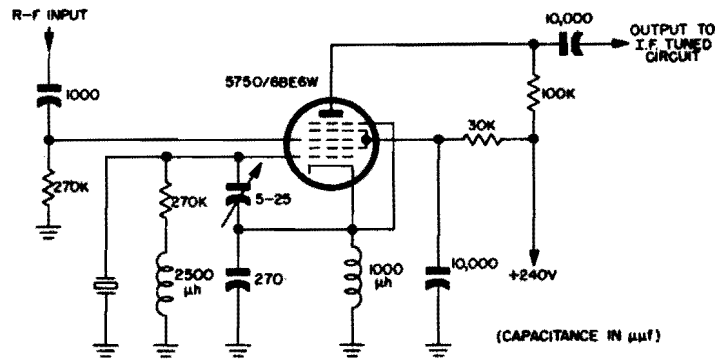 R-F INPUT
10,000
OUTPUT TO
I.F. TUNED
CIRCUIT
1000
5750/6BE6W
100K
30K
270K
270K
5-25
2500
μh
270
1000
μh
10,000
+240V
(CAPACITANCE IN μμf)